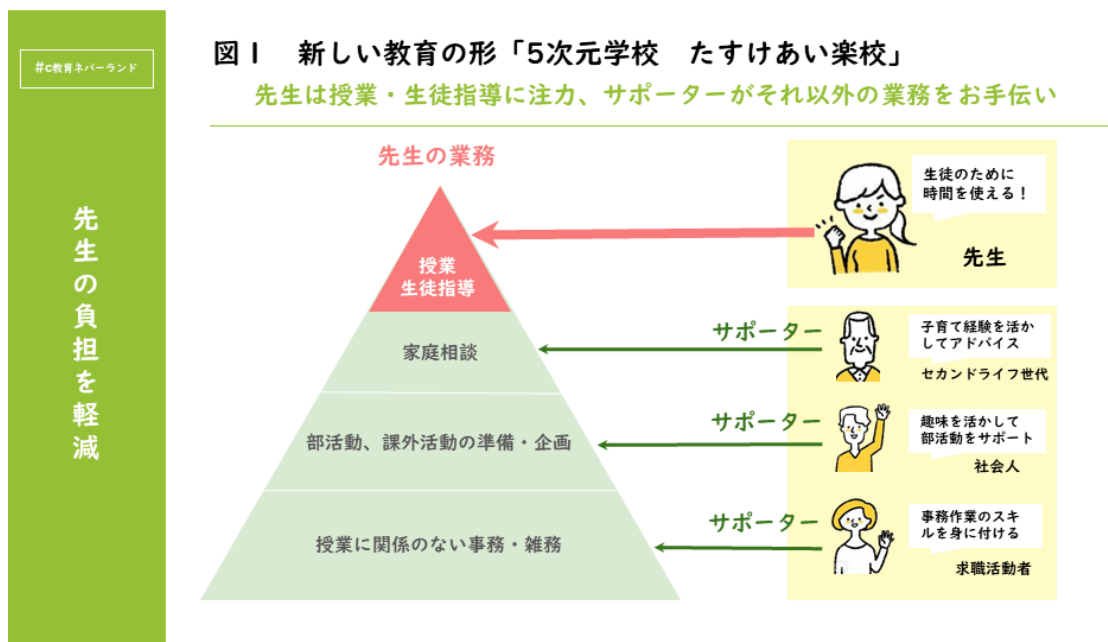 #c教育ネバーランド
先生の負担を軽減
図1　新しい教育の形「5次元学校　たすけあい楽校」
先生は授業・生徒指導に注力、サポーターがそれ以外の業務をお手伝い
先生の業務
授業
生徒指導
家庭相談
部活動、課外活動の準備・企画
授業に関係のない事務・雑務
生徒のために
時間を使える！
先生
サポーター
子育て経験を活か
してアドバイス
セカンドライフ世代
サポーター
趣味を活かして
部活動をサポート
社会人
サポーター
事務作業のスキ
ルを身に付ける
求職活動者